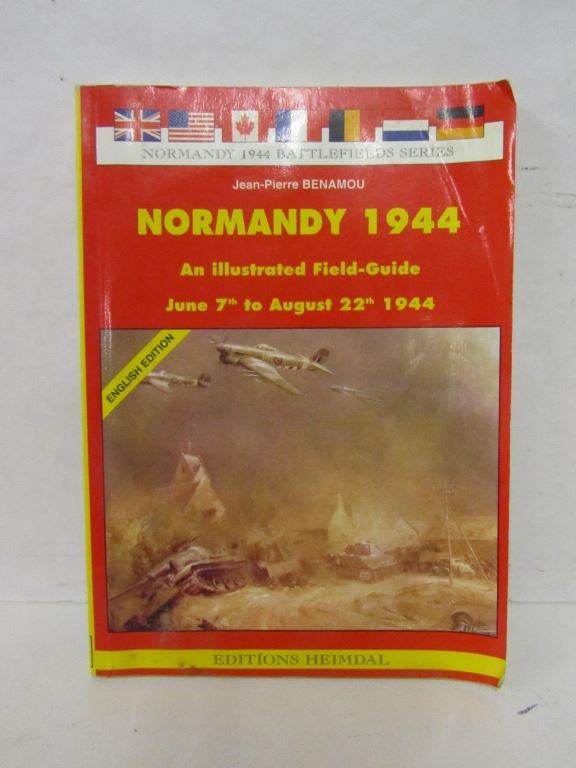 NORMANDY 1944 BATTLEFIELDS SERIES
Jean-Pierre BENAMOU
NORMANDY 1944
An illustrated Field-Guide
June 7th to August 22th 1944
ENGLISH EDITION
EDITIONS HEIMDAL